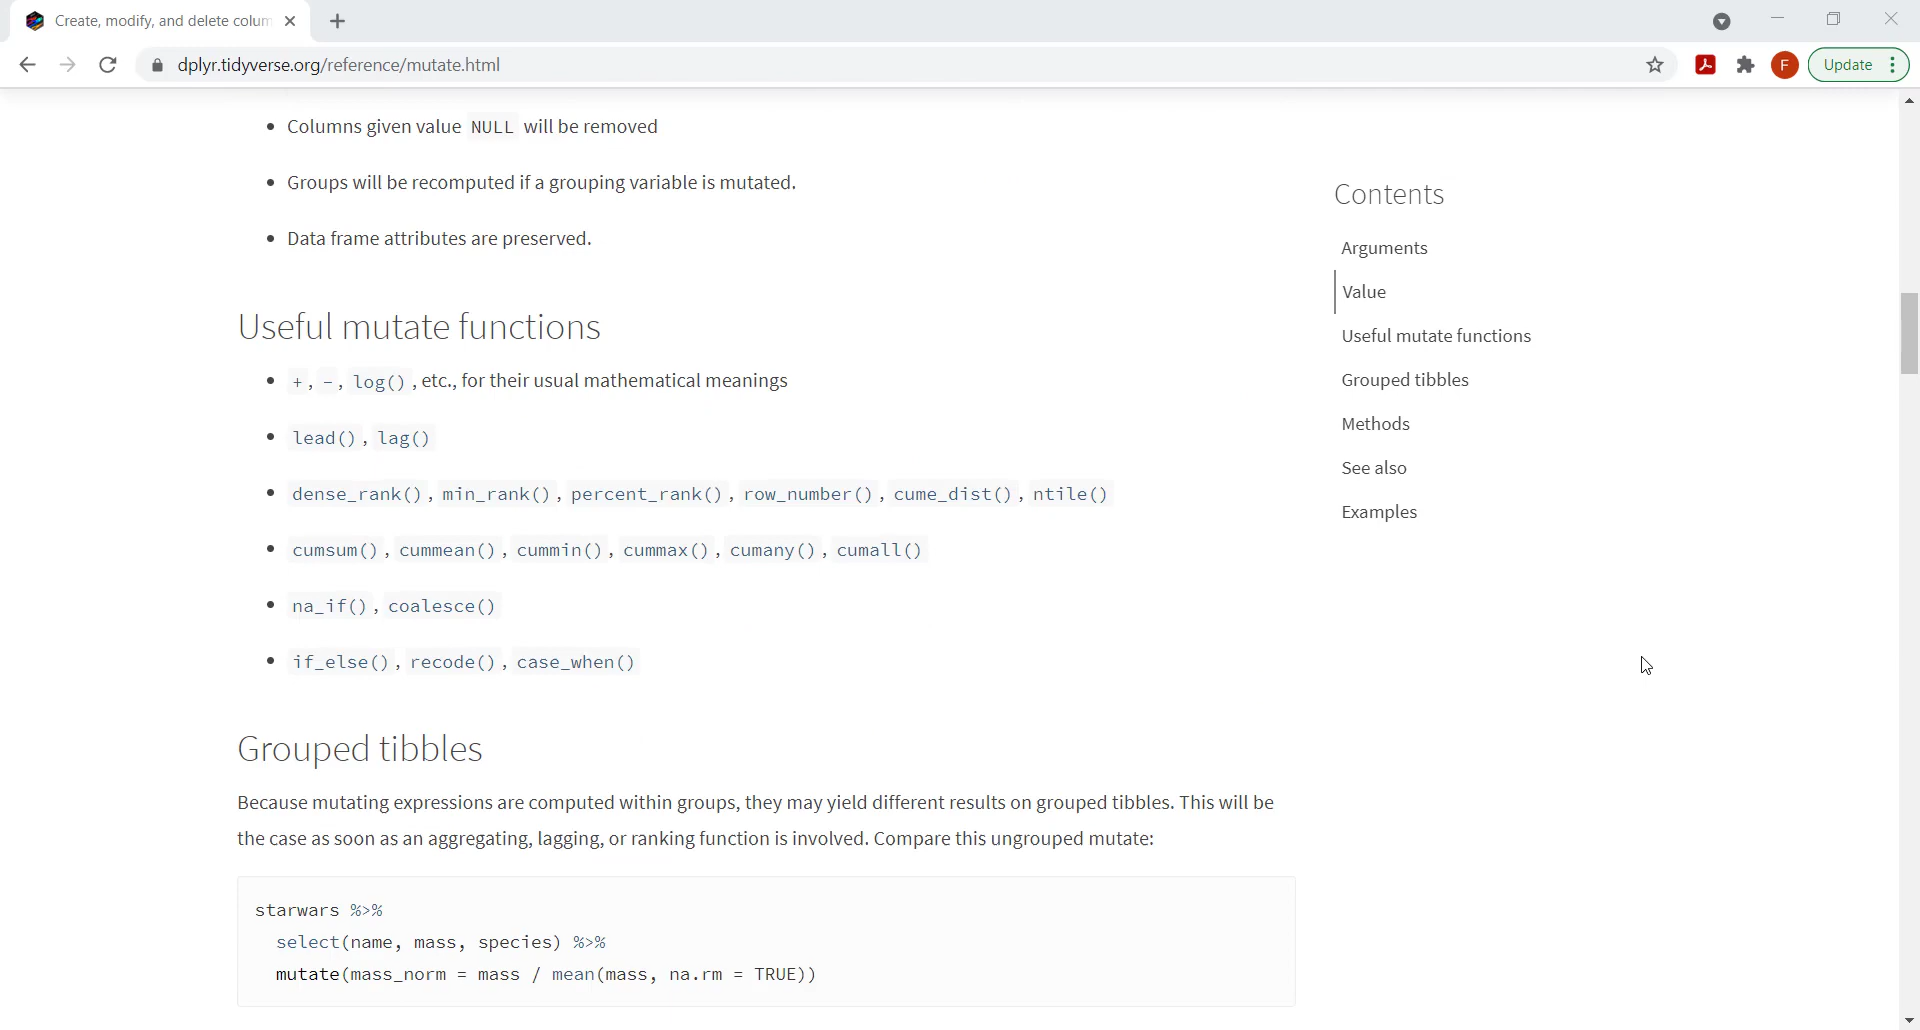 Create, modify, and delete colum
dplyr.tidyverse.org/reference/mutate.html
F
Update
Columns given value NULL will be removed
Groups will be recomputed if a grouping variable is mutated.
Data frame attributes are preserved.
Useful mutate functions
+, -, log(), etc., for their usual mathematical meanings
lead(), lag()
dense_rank(), min_rank(), percent_rank(), row_number(), cume_dist(), ntile()
cumsum(), cummean(), cummin(), cummax(), cumany(), cumall()
na_if(), coalesce()
if_else(), recode(), case_when()
Grouped tibbles
Because mutating expressions are computed within groups, they may yield different results on grouped tibbles. This will be
the case as soon as an aggregating, lagging, or ranking function is involved. Compare this ungrouped mutate:
starwars %>%
select(name, mass, species) %>%
mutate(mass_norm = mass / mean(mass, na.rm = TRUE))
Contents
Arguments
Value
Useful mutate functions
Grouped tibbles
Methods
See also
Examples